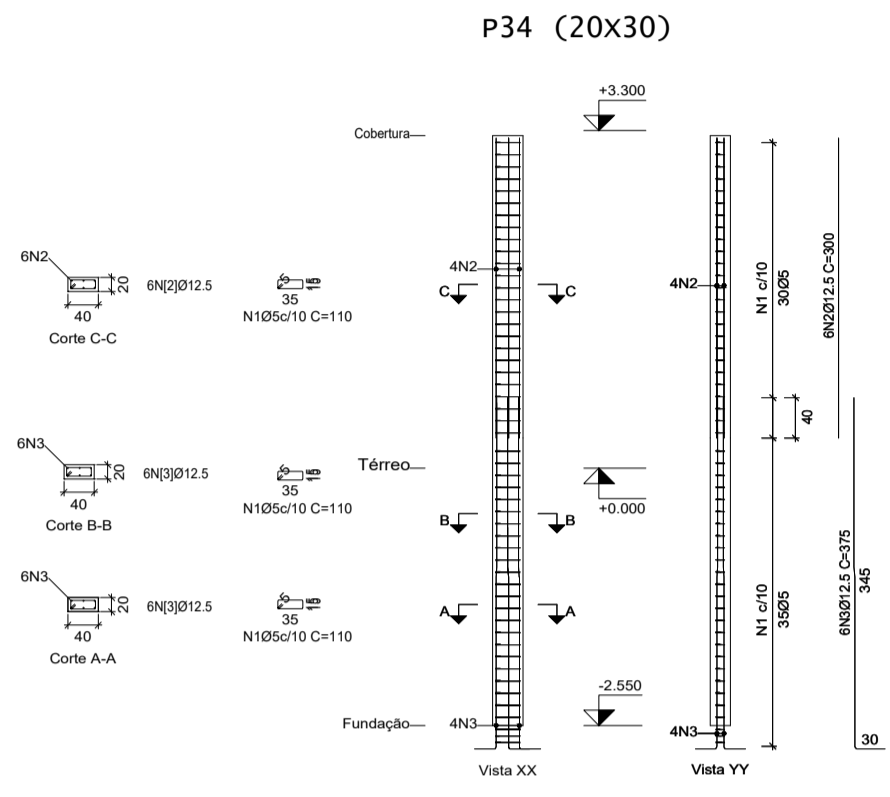 P34 (20X30)
+3.300
Cobertura
6N2
20
40
6N[2]Ø12.5
35
N1Ø5c/10 C=110
Corte C-C
4N2
C
C
4N2
N1 c/10
30Ø5
6N2Ø12.5 C=300
40
6N3
20
40
6N[3]Ø12.5
35
N1Ø5c/10 C=110
Corte B-B
Térreo
+0.000
B
B
6N3
20
40
6N[3]Ø12.5
35
N1Ø5c/10 C=110
Corte A-A
A
A
N1 c/10
35Ø5
6N3Ø12.5 C=375
345
-2.550
Fundação
4N3
4N3
30
Vista XX
Vista YY